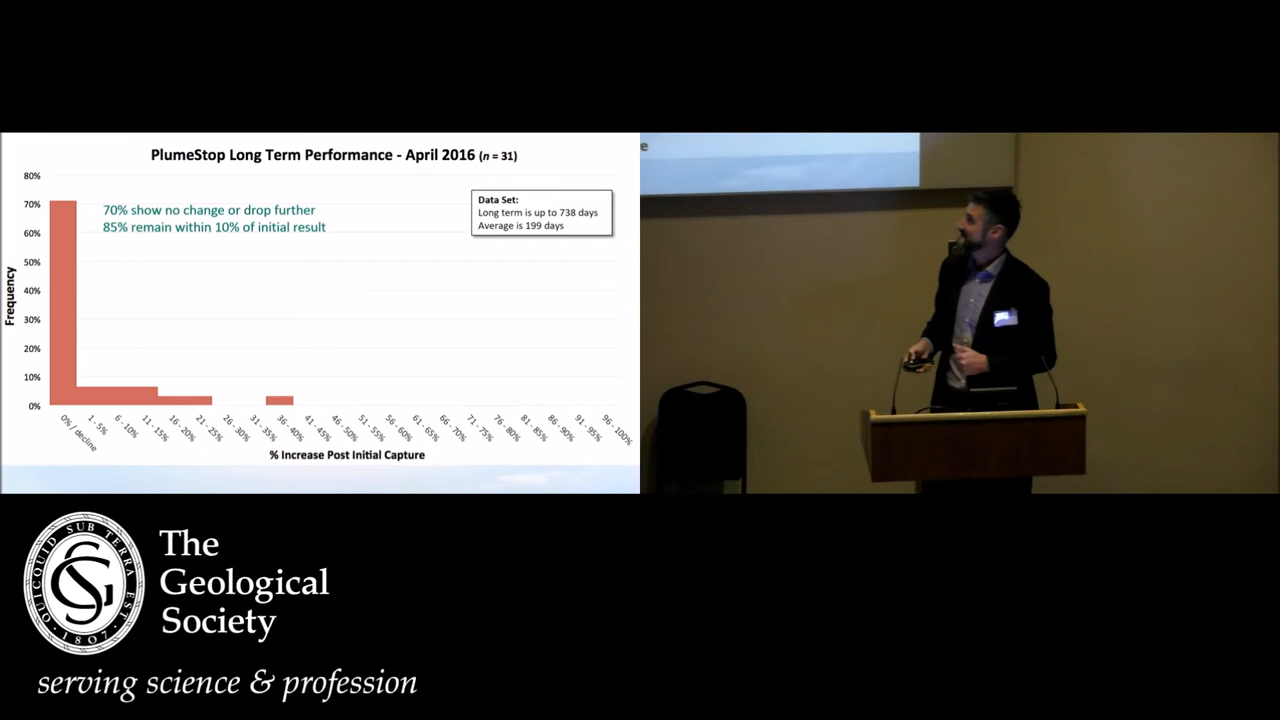 PlumeStop Long Term Performance - April 2016 (n = 31)
80%
70%
60%
50%
40%
30%
20%
10%
0%
Frequency
70% show no change or drop further
85% remain within 10% of initial result
Data Set:
Long term is up to 738 days
Average is 199 days
0% / decline
1 - 5%
6 - 10%
11 - 15%
16 - 20%
21 - 25%
26 - 30%
31 - 35%
36 - 40%
41 - 45%
46 - 50%
51 - 55%
56 - 60%
61 - 65%
66 - 70%
71 - 75%
76 - 80%
81 - 85%
86 - 90%
91 - 95%
96 - 100%
% Increase Post Initial Capture
e
QUICQUID SUB TERRA EST
1807
The
Geological
Society
serving science & profession